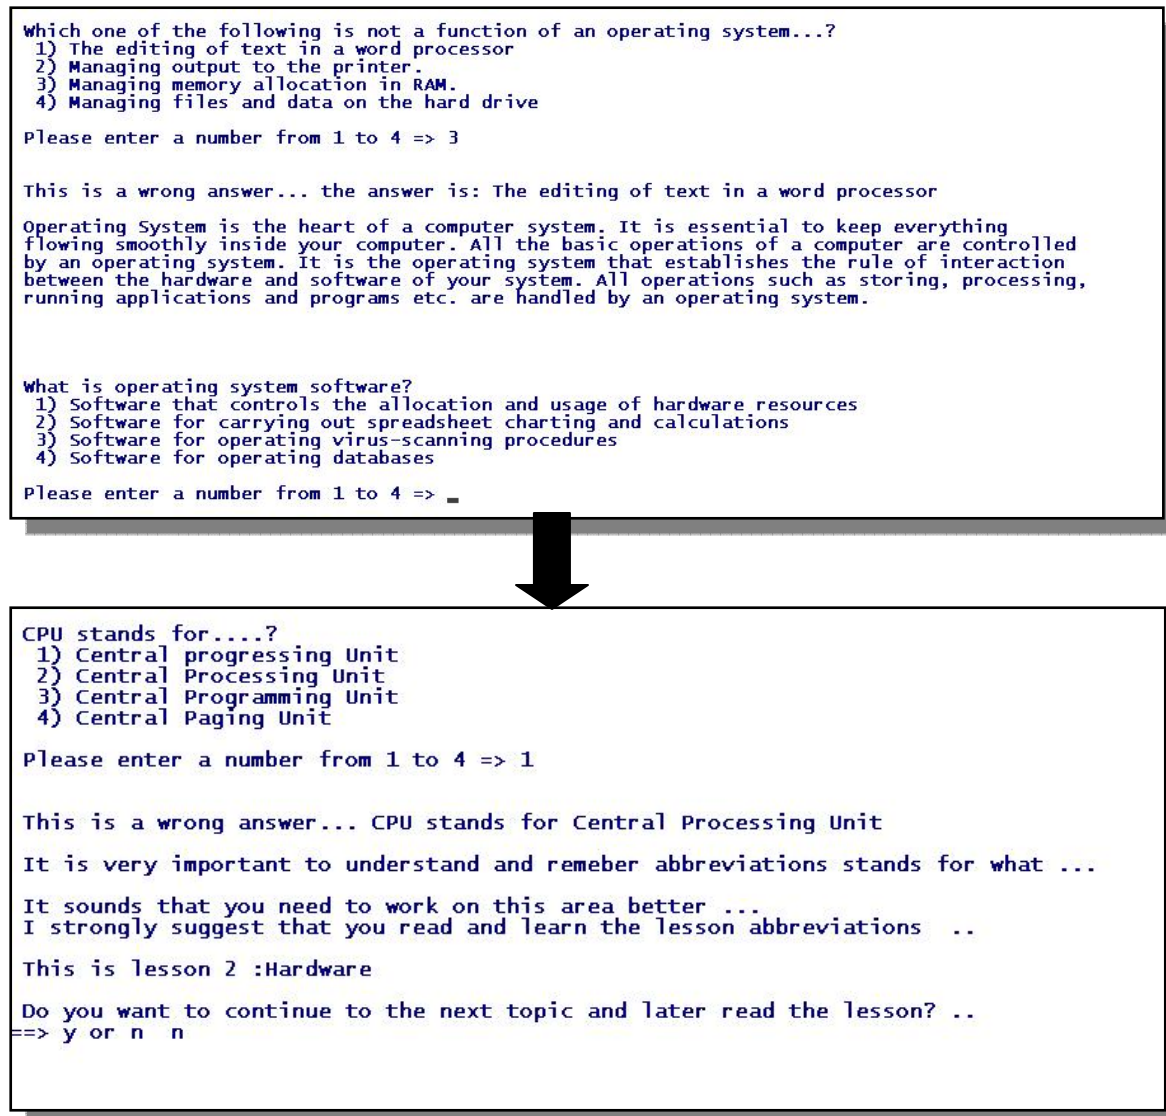 Which one of the following is not a function of an operating system...?
1) The editing of text in a word processor
2) Managing output to the printer.
3) Managing memory allocation in RAM.
4) Managing files and data on the hard drive
Please enter a number from 1 to 4 => 3
This is a wrong answer... the answer is: The editing of text in a word processor
Operating System is the heart of a computer system. It is essential to keep everything
flowing smoothly inside your computer. All the basic operations of a computer are controlled
by an operating system. It is the operating system that establishes the rule of interaction
between the hardware and software of your system. All operations such as storing, processing,
running applications and programs etc. are handled by an operating system.
What is operating system software?
1) Software that controls the allocation and usage of hardware resources
2) Software for carrying out spreadsheet charting and calculations
3) Software for operating virus-scanning procedures
4) Software for operating databases
Please enter a number from 1 to 4 => _
CPU stands for....?
1) Central progressing Unit
2) Central Processing Unit
3) Central Programming Unit
4) Central Paging Unit
Please enter a number from 1 to 4 => 1
This is a wrong answer... CPU stands for Central Processing Unit
It is very important to understand and remeber abbreviations stands for what ...
It sounds that you need to work on this area better ...
I strongly suggest that you read and learn the lesson abbreviations  ..
This is lesson 2 :Hardware
Do you want to continue to the next topic and later read the lesson? ..
==> y or n  n